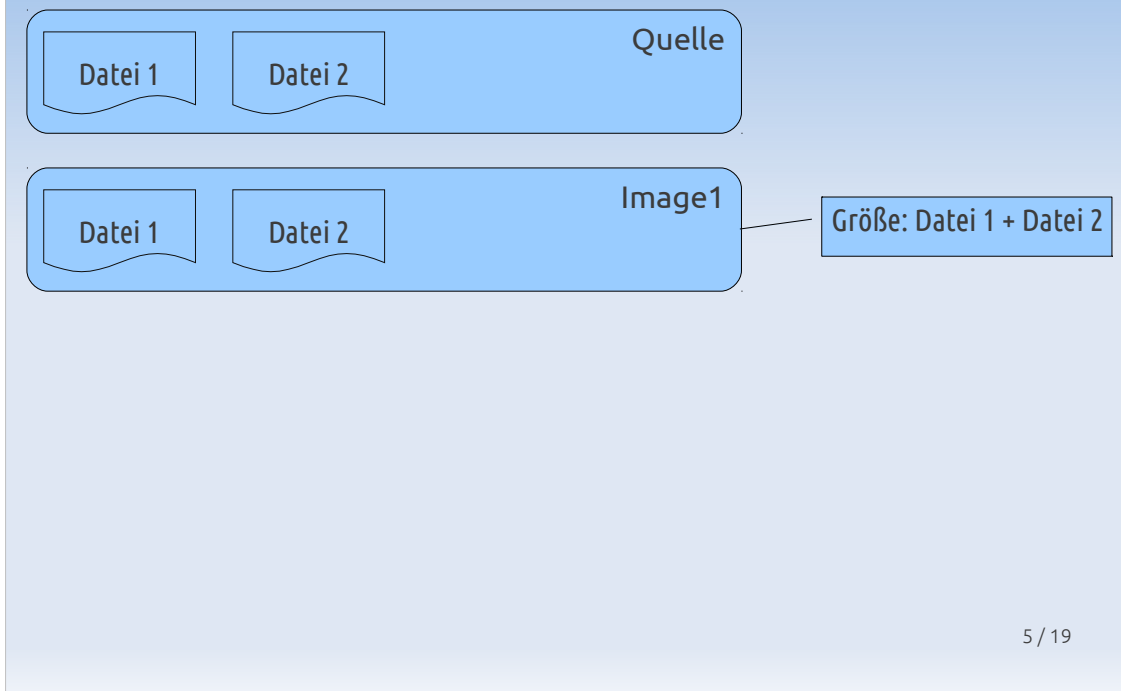 Quelle
Datei 1
Datei 2
Image1
Datei 1
Datei 2
Größe: Datei 1 + Datei 2
5 / 19